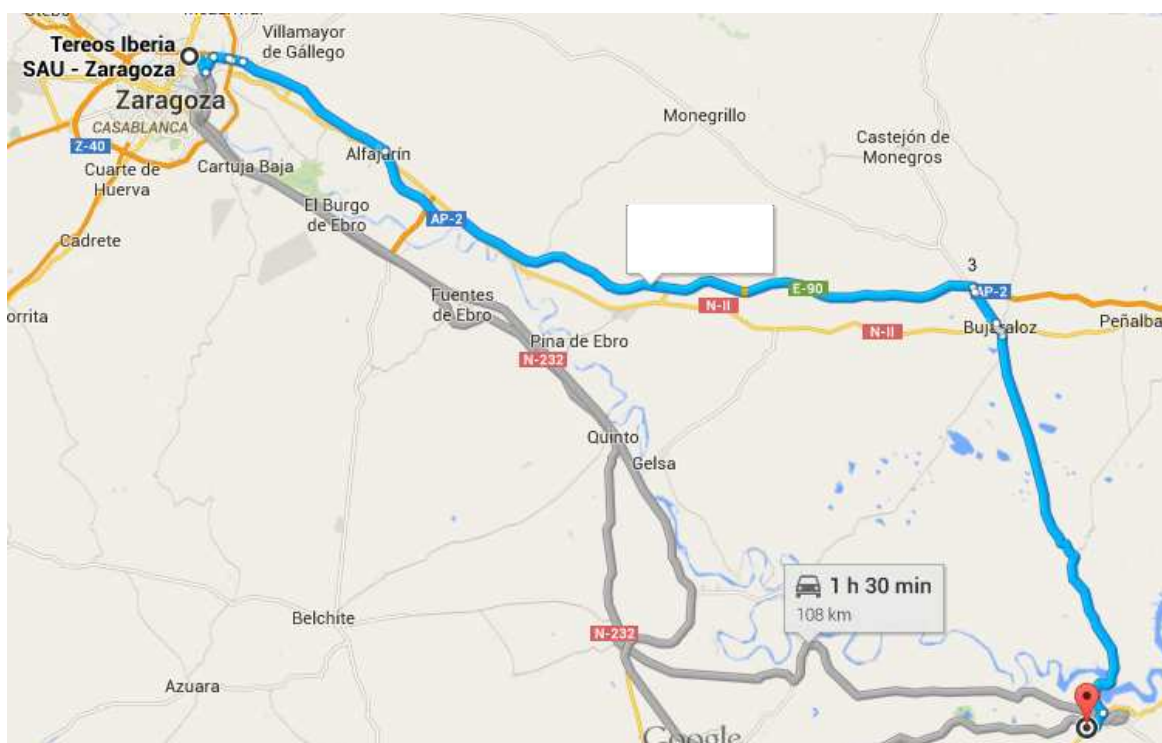 Villamayor
de Gállego
Tereos Iberia
SAU - Zaragoza
Zaragoza
CASABLANCA
Z-40
Cuarte de
Huerva
Cartuja Baja
Alfajarín
Monegrillo
Castejón de
Monegros
El Burgo
de Ebro
AP-2
Cadrete
3
E-90
AP-2
Fuentes
de Ebro
N-II
N-II
Bujaraloz
Peñalba
orrita
Pina de Ebro
N-232
Quinto
Gelsa
1 h 30 min
108 km
Belchite
N-232
Azuara
Google